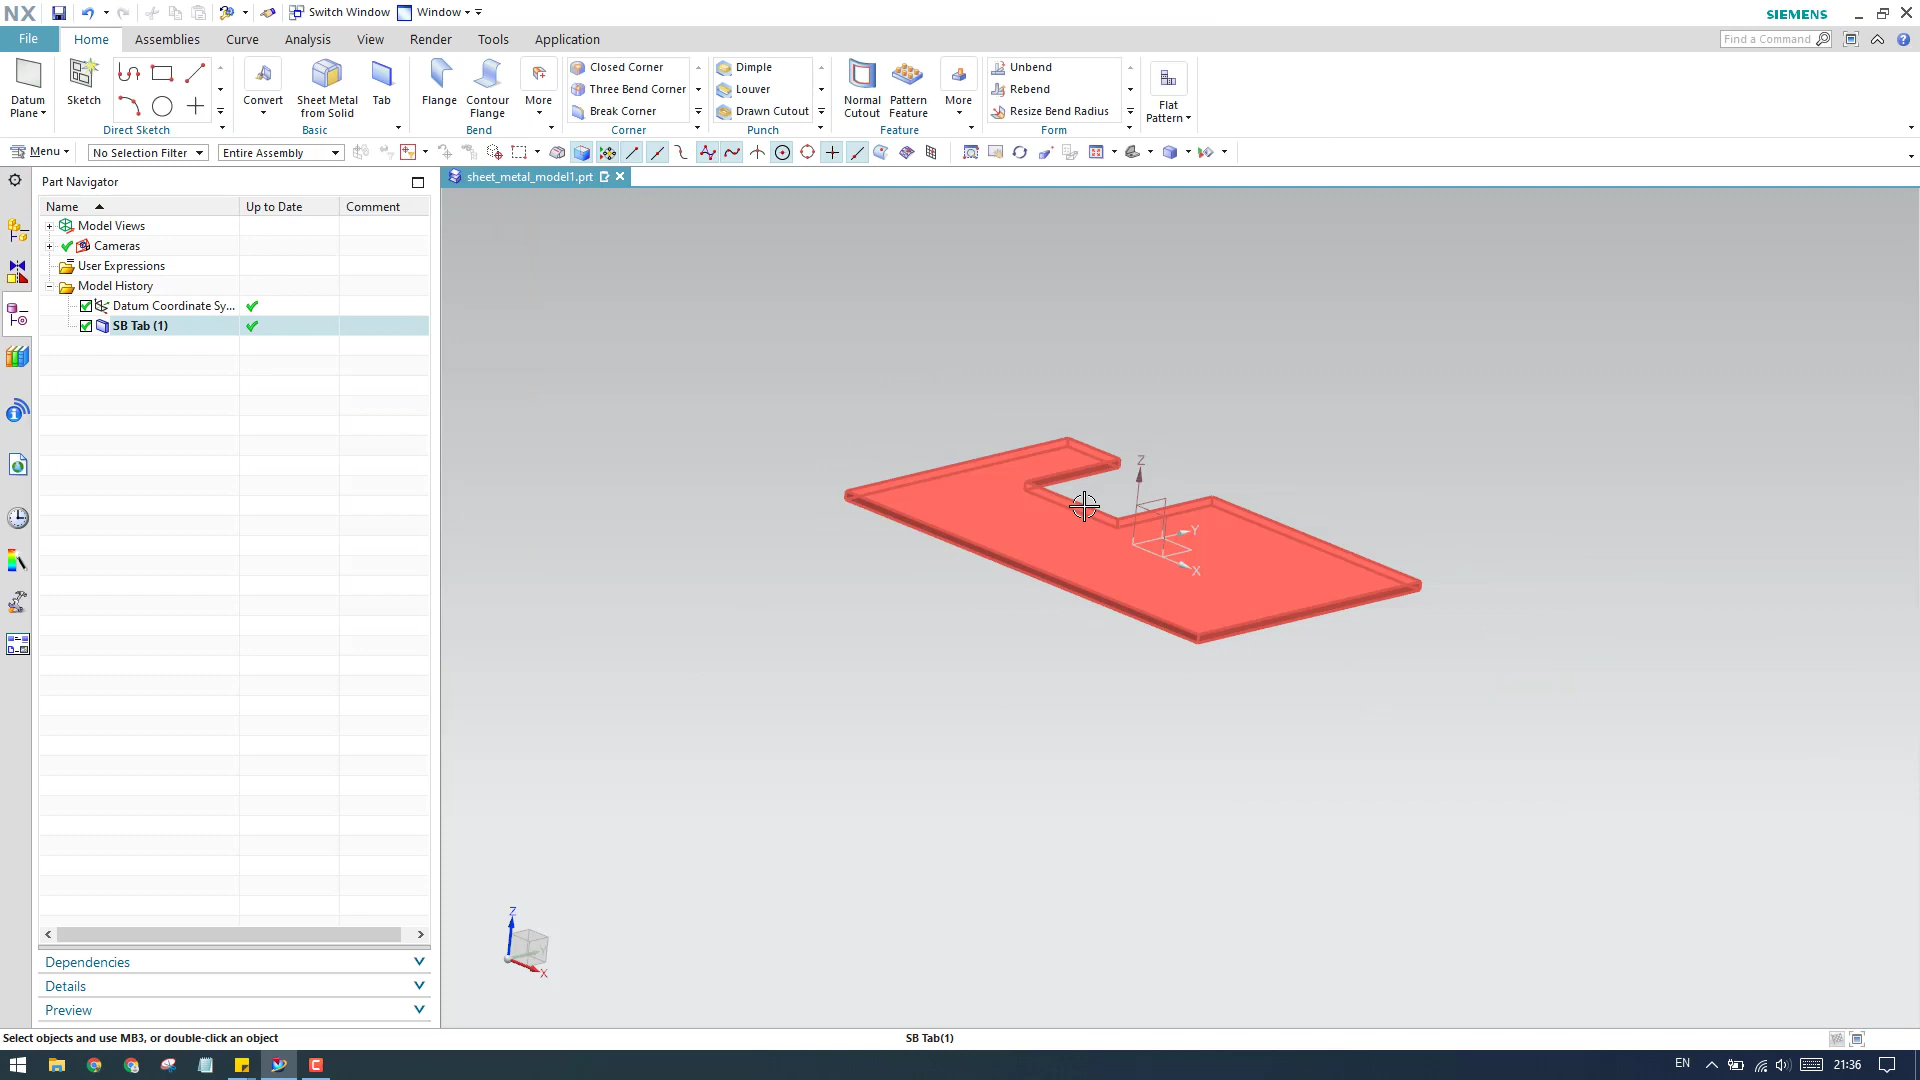 NX Switch Window Window SIEMENS
File Home Assemblies Curve Analysis View Render Tools Application Find a Command
Datum Plane Sketch Convert Sheet Metal from Solid Tab Flange Contour Flange More Closed Corner Three Bend Corner Break Corner Dimple Louver Drawn Cutout Normal Cutout Pattern Feature More Unbend Rebend Resize Bend Radius Flat Pattern
Direct Sketch Basic Bend Corner Punch Feature Form
Menu No Selection Filter Entire Assembly
Part Navigator sheet_metal_model1.prt
Name Up to Date Comment
Model Views
Cameras
User Expressions
Model History
Datum Coordinate Sy...
SB Tab (1)
Z
Y
X
Z
X
Dependencies
Details
Preview
Select objects and use MB3, or double-click an object SB Tab(1)
EN 21:36